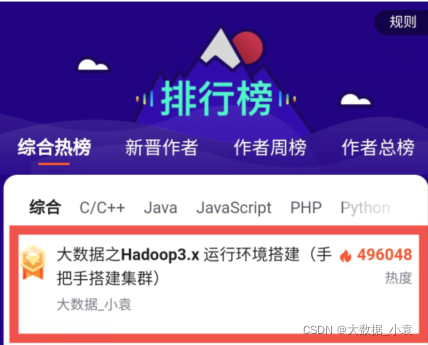 规则
排行榜
综合热榜 新晋作者 作者周榜 作者总榜
综合 C/C++ Java JavaScript PHP Python
大数据之Hadoop3.x 运行环境搭建（手 496048
把手搭建集群） 热度
大数据_小袁
CSDN @大数据_小袁